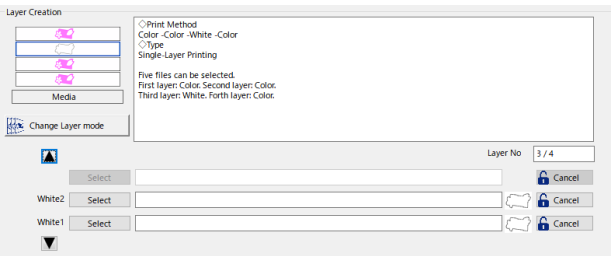 Layer Creation
◇Print Method
Color -Color -White -Color
◇Type
Single-Layer Printing
Five files can be selected.
First layer: Color. Second layer: Color.
Third layer: White. Forth layer: Color.
Media
Change Layer mode
Layer No 3 / 4
Select Cancel
White2 Select Cancel
White1 Select Cancel